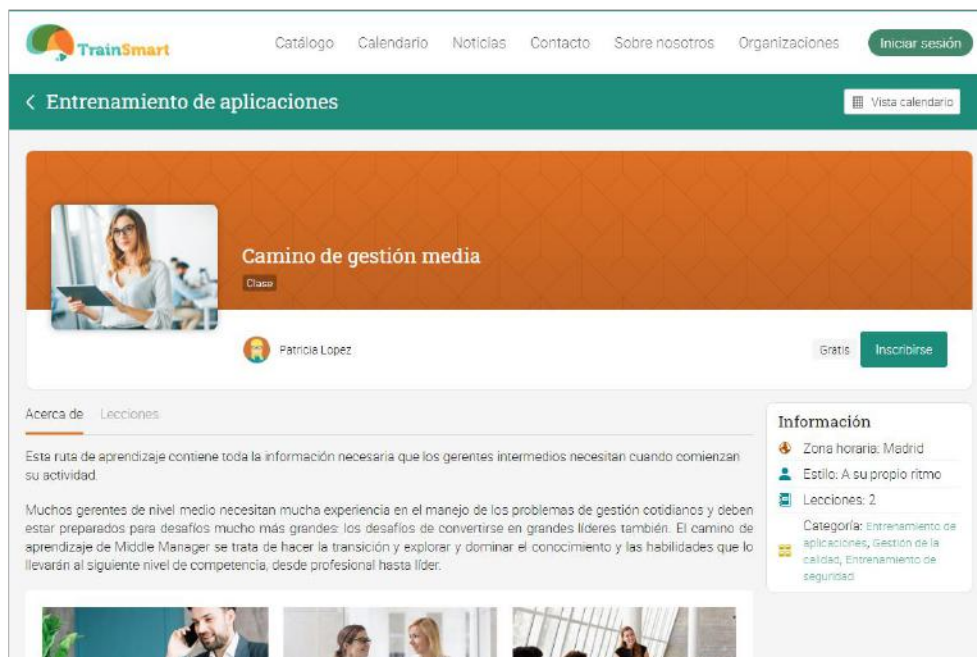 TrainSmart
Catálogo Calendario Noticias Contacto Sobre nosotros Organizaciones Iniciar sesión
< Entrenamiento de aplicaciones
Vista calendario
Camino de gestión media
Clase
Patricia Lopez
Gratis Inscribirse
Acerca de Lecciones
Esta ruta de aprendizaje contiene toda la información necesaria que los gerentes intermedios necesitan cuando comienzan
su actividad.
Muchos gerentes de nivel medio necesitan mucha experiencia en el manejo de los problemas de gestión cotidianos y deben
estar preparados para desafíos mucho más grandes: los desafíos de convertirse en grandes líderes también. El camino de
aprendizaje de Middle Manager se trata de hacer la transición y explorar y dominar el conocimiento y las habilidades que lo
llevarán al siguiente nivel de competencia, desde profesional hasta líder.
Información
Zona horaria: Madrid
Estilo: A su propio ritmo
Lecciones: 2
Categoría: Entrenamiento de
aplicaciones, Gestión de la
calidad, Entrenamiento de
seguridad